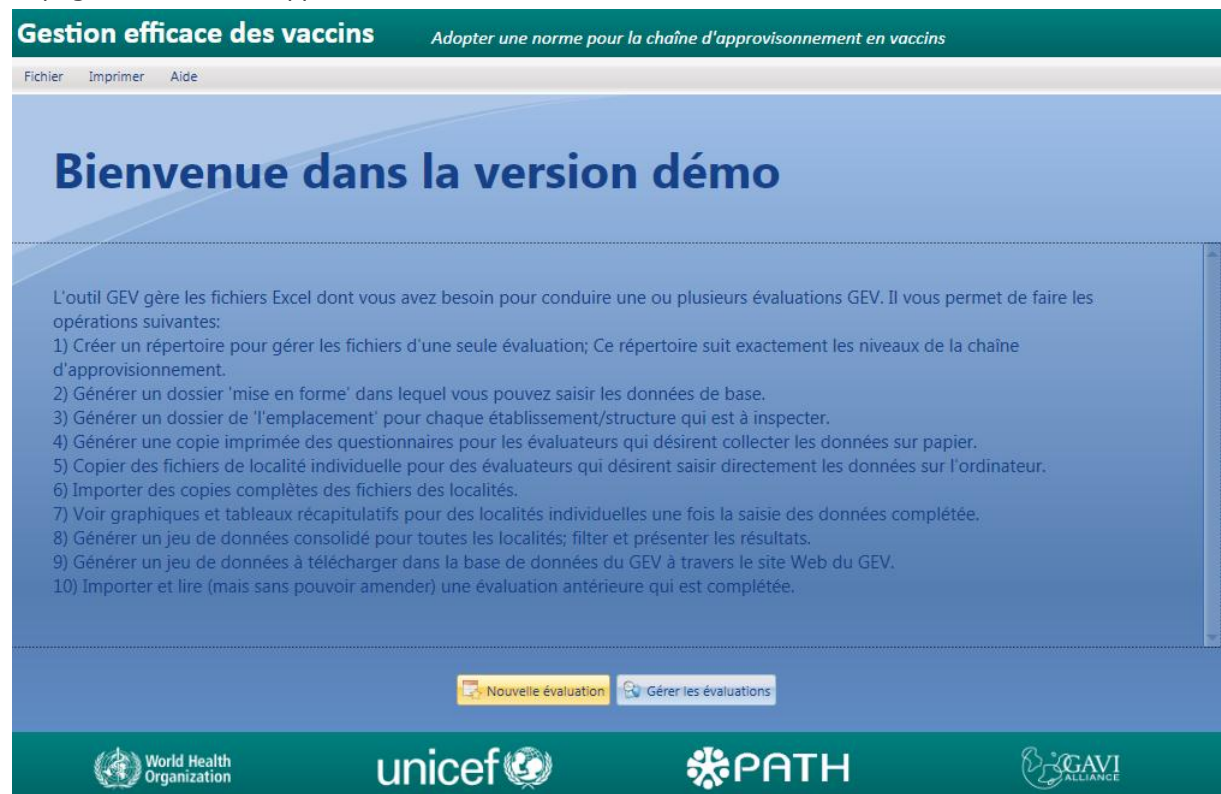 Gestion efficace des vaccins
Adopter une norme pour la chaîne d'approvisonnement en vaccins
Fichier Imprimer Aide
Bienvenue dans la version démo
L'outil GEV gère les fichiers Excel dont vous avez besoin pour conduire une ou plusieurs évaluations GEV. Il vous permet de faire les
opérations suivantes:
1) Créer un répertoire pour gérer les fichiers d'une seule évaluation; Ce répertoire suit exactement les niveaux de la chaîne
d'approvisionnement.
2) Générer un dossier 'mise en forme' dans lequel vous pouvez saisir les données de base.
3) Générer un dossier de 'l'emplacement' pour chaque établissement/structure qui est à inspecter.
4) Générer une copie imprimée des questionnaires pour les évaluateurs qui désirent collecter les données sur papier.
5) Copier des fichiers de localité individuelle pour des évaluateurs qui désirent saisir directement les données sur l'ordinateur.
6) Importer des copies complètes des fichiers des localités.
7) Voir graphiques et tableaux récapitulatifs pour des localités individuelles une fois la saisie des données complétée.
8) Générer un jeu de données consolidé pour toutes les localités; filter et présenter les résultats.
9) Générer un jeu de données à télécharger dans la base de données du GEV à travers le site Web du GEV.
10) Importer et lire (mais sans pouvoir amender) une évaluation antérieure qui est complétée.
Nouvelle évaluation Gérer les évaluations
World Health
Organization
unicef
PATH
GAVI
ALLIANCE